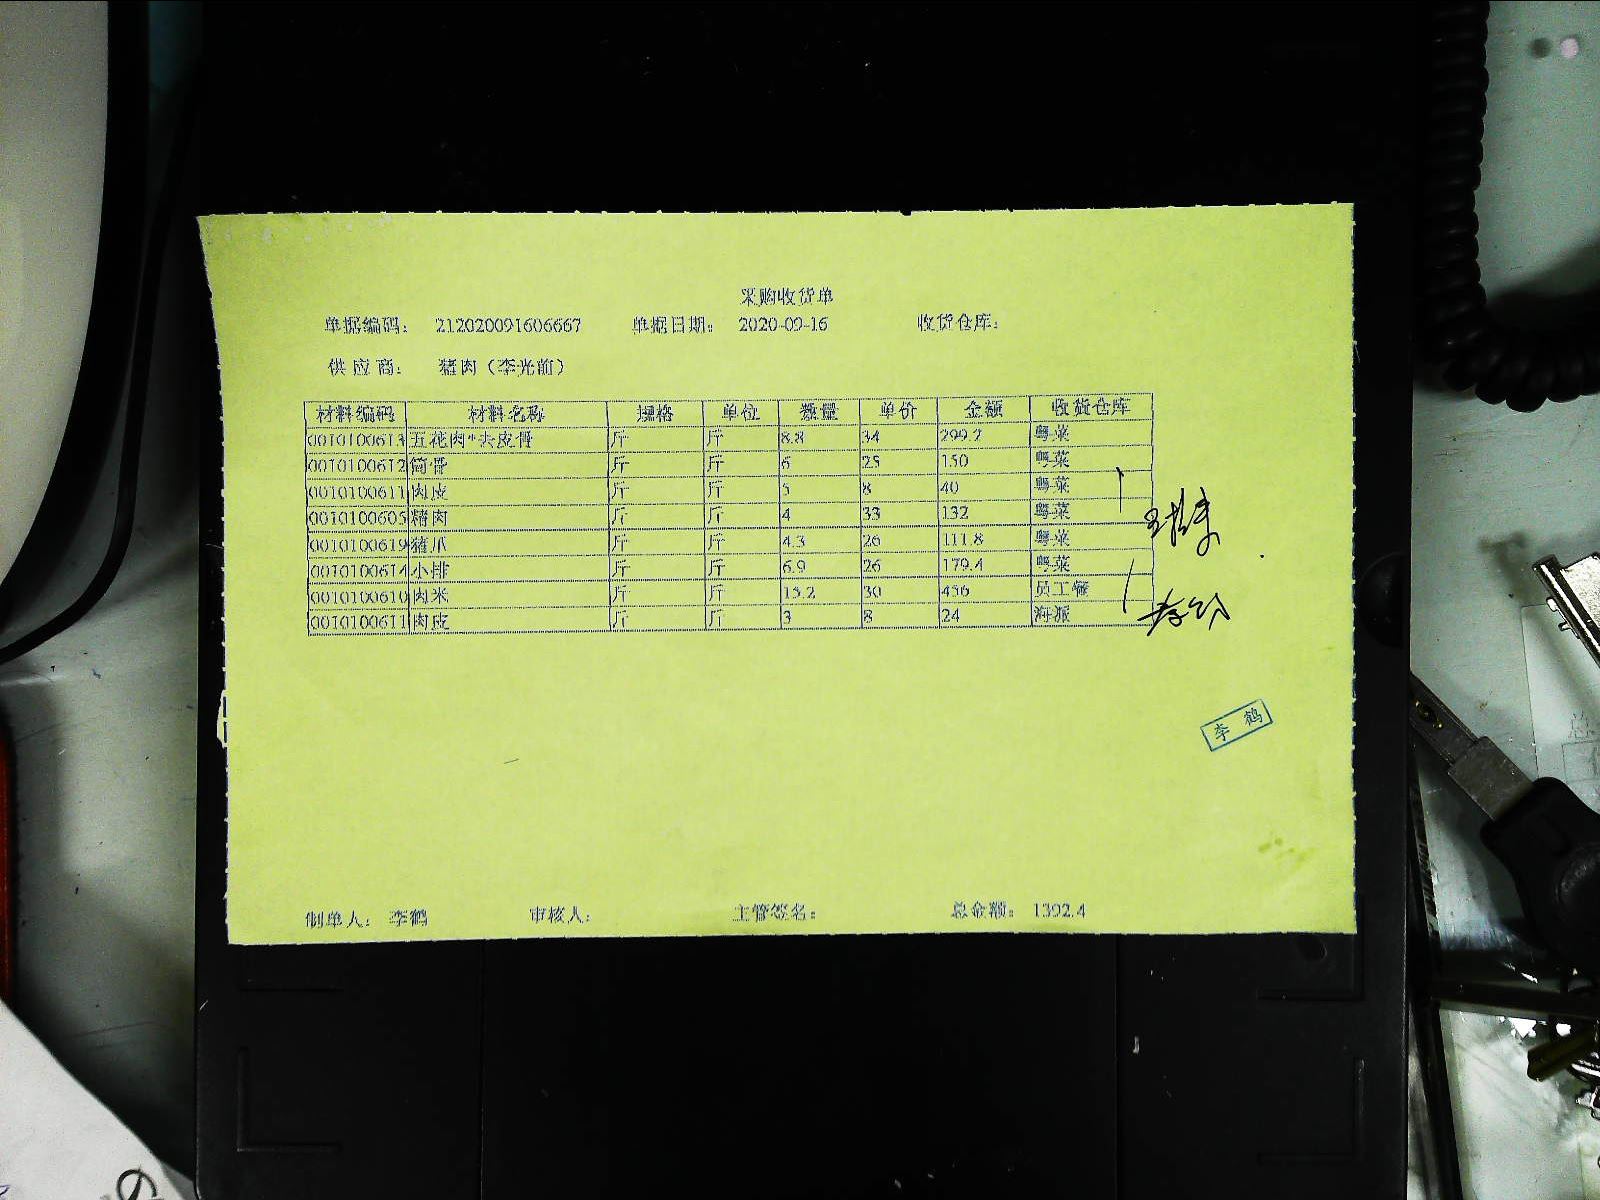 采购收货单
单据编码： 212020091606667 单据日期： 2020-09-16 收货仓库：
供应商： 猪肉（李光前）
材料编码 材料名称 规格 单位 数量 单价 金额 收货仓库
0010100613 五花肉*去皮骨 斤 斤 8.8 34 299.2 粤菜
0010100612 筒骨 斤 斤 6 25 150 粤菜
0010100611 肉皮 斤 斤 5 8 40 粤菜
0010100605 精肉 斤 斤 4 33 132 粤菜
0010100619 猪爪 斤 斤 4.3 26 111.8 粤菜
0010100614 小排 斤 斤 6.9 26 179.4 粤菜
0010100610 肉米 斤 斤 15.2 30 456 员工餐
0010100611 肉皮 斤 斤 3 8 24 海派
李鹤
制单人： 李鹤 审核人： 主管签名： 总金额： 1392.4